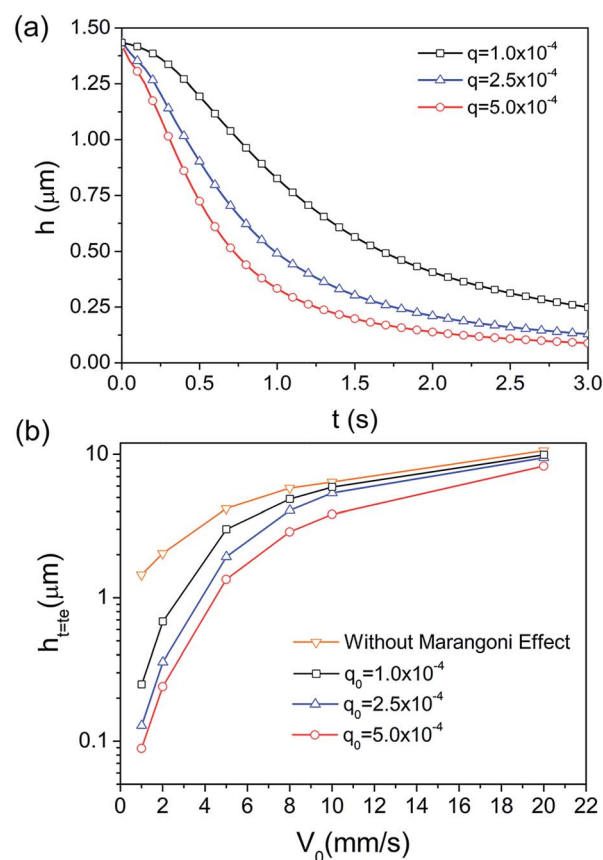 (a)
1.50
1.25
1.00
0.75
0.50
0.25
0.00
h (μm)
q=1.0x10⁻⁴
q=2.5x10⁻⁴
q=5.0x10⁻⁴
0.0 0.5 1.0 1.5 2.0 2.5 3.0
t (s)
(b)
10
1
0.1
h_{t=te}(μm)
Without Marangoni Effect
q₀=1.0x10⁻⁴
q₀=2.5x10⁻⁴
q₀=5.0x10⁻⁴
0 2 4 6 8 10 12 14 16 18 20 22
V₀(mm/s)